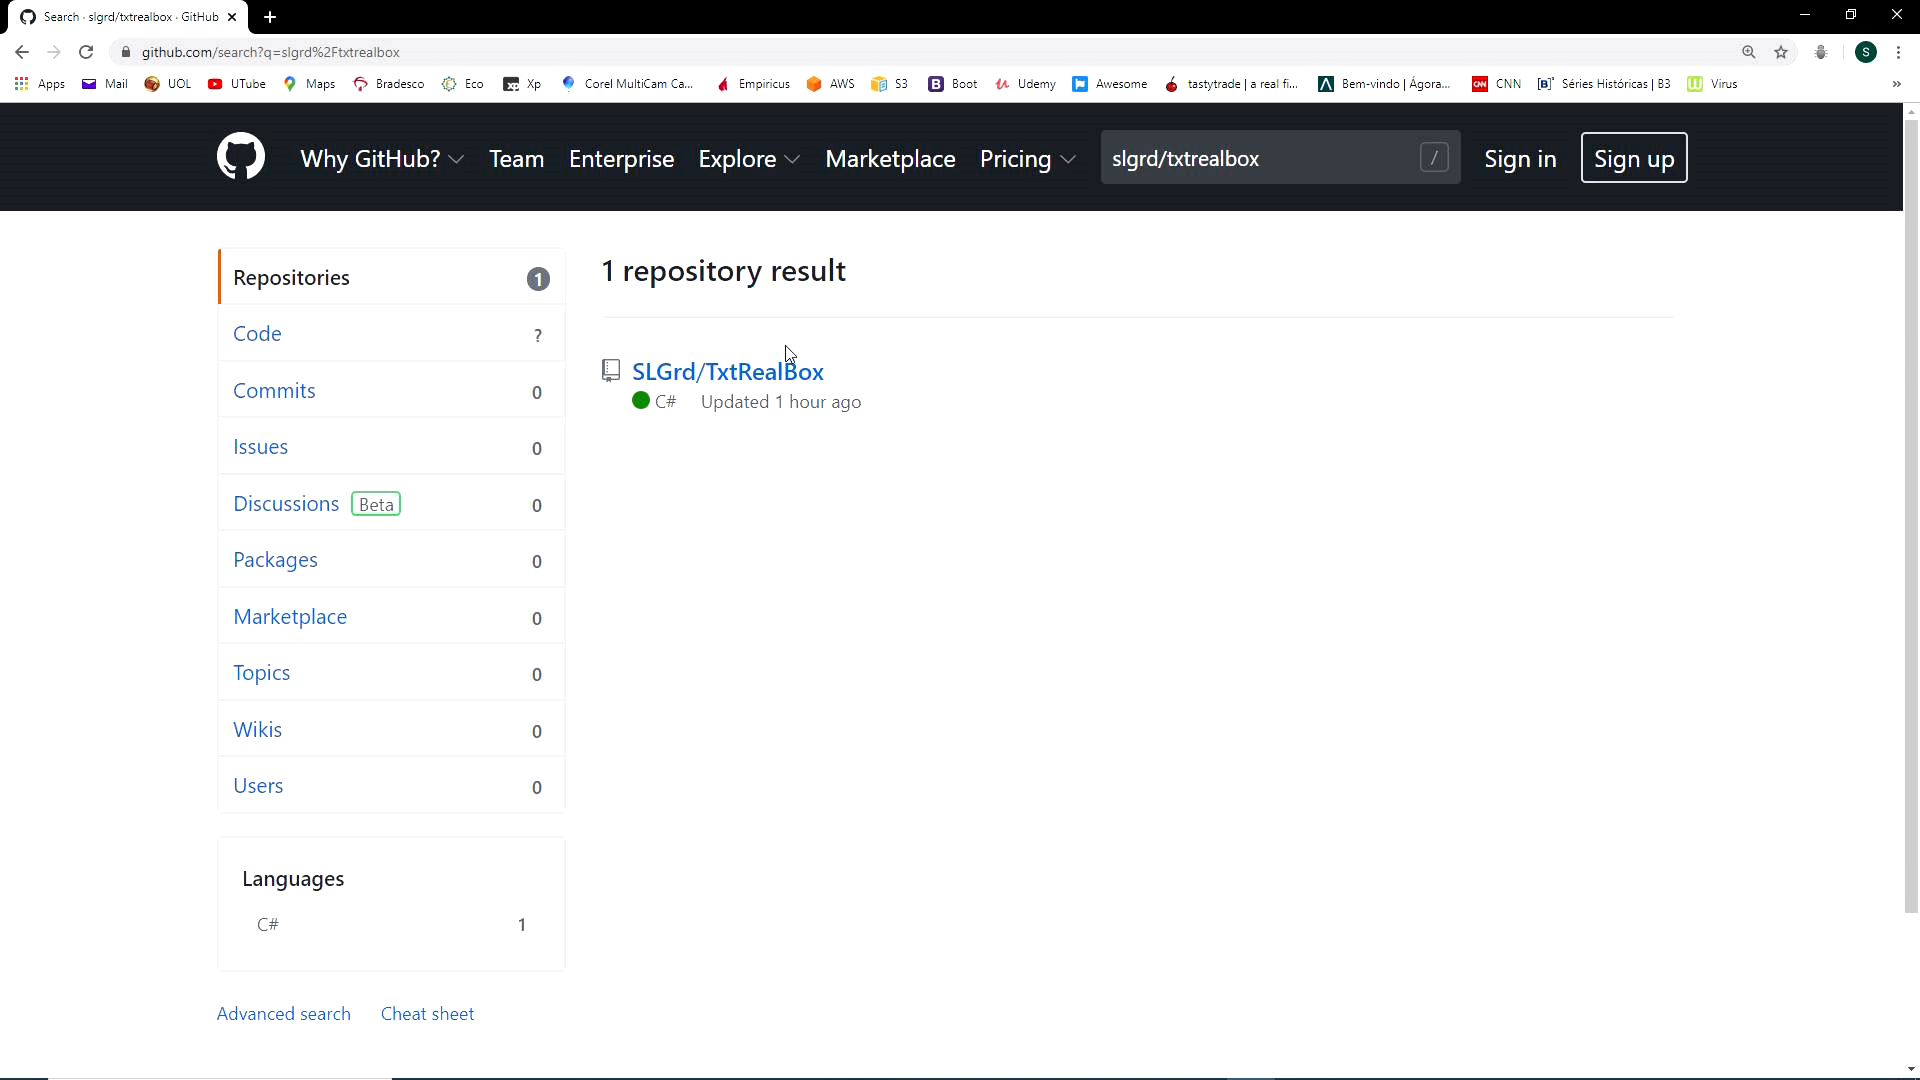 Search · slgrd/txtrealbox · GitHub
github.com/search?q=slgrd%2Ftxtrealbox
S
Apps Mail UOL UTube Maps Bradesco Eco Xp Corel MultiCam Ca... Empiricus AWS S3 Boot Udemy Awesome tastytrade | a real fi... Bem-vindo | Ágora... CNN Séries Históricas | B3 Virus
Why GitHub? Team Enterprise Explore Marketplace Pricing slgrd/txtrealbox / Sign in Sign up
Repositories 1
Code ?
Commits 0
Issues 0
Discussions Beta 0
Packages 0
Marketplace 0
Topics 0
Wikis 0
Users 0
Languages
C# 1
Advanced search Cheat sheet
1 repository result
SLGrd/TxtRealBox
C# Updated 1 hour ago